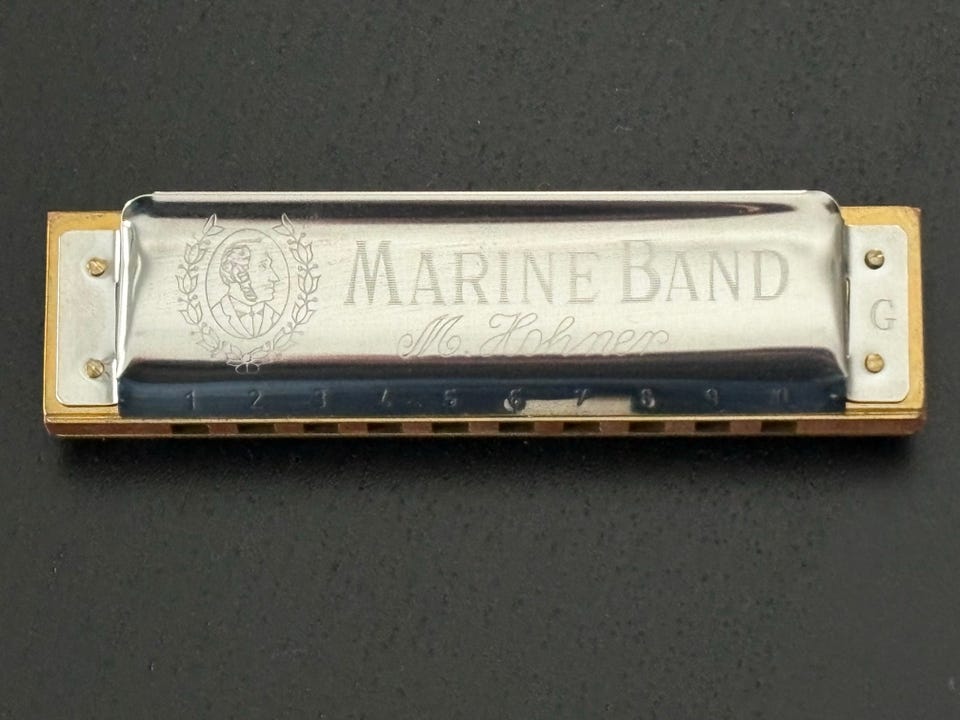 MARINE BAND
M. Hohner
G
1 2 3 4 5 6 7 8 9 10